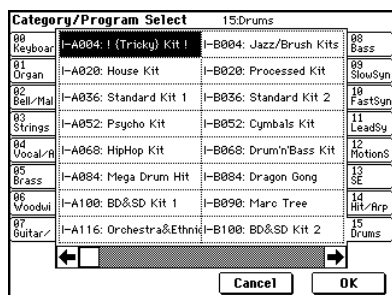 Category/Program Select 15:Drums
00 Keyboar
01 Organ
02 Bell/Mal
03 Strings
04 Vocal/A
05 Brass
06 Woodwi
07 Guitar/
I-A004: ! {Tricky} Kit !
I-A020: House Kit
I-A036: Standard Kit 1
I-A052: Psycho Kit
I-A068: HipHop Kit
I-A084: Mega Drum Hit
I-A100: BD&SD Kit 1
I-A116: Orchestra&Ethnic
I-B004: Jazz/Brush Kits
I-B020: Processed Kit
I-B036: Standard Kit 2
I-B052: Cymbals Kit
I-B068: Drum'n'Bass Kit
I-B084: Dragon Gong
I-B090: Marc Tree
I-B100: BD&SD Kit 2
08 Bass
09 SlowSyn
10 FastSyn
11 LeadSy
12 MotionS
13 SE
14 Hit/Arp
15 Drums
Cancel OK